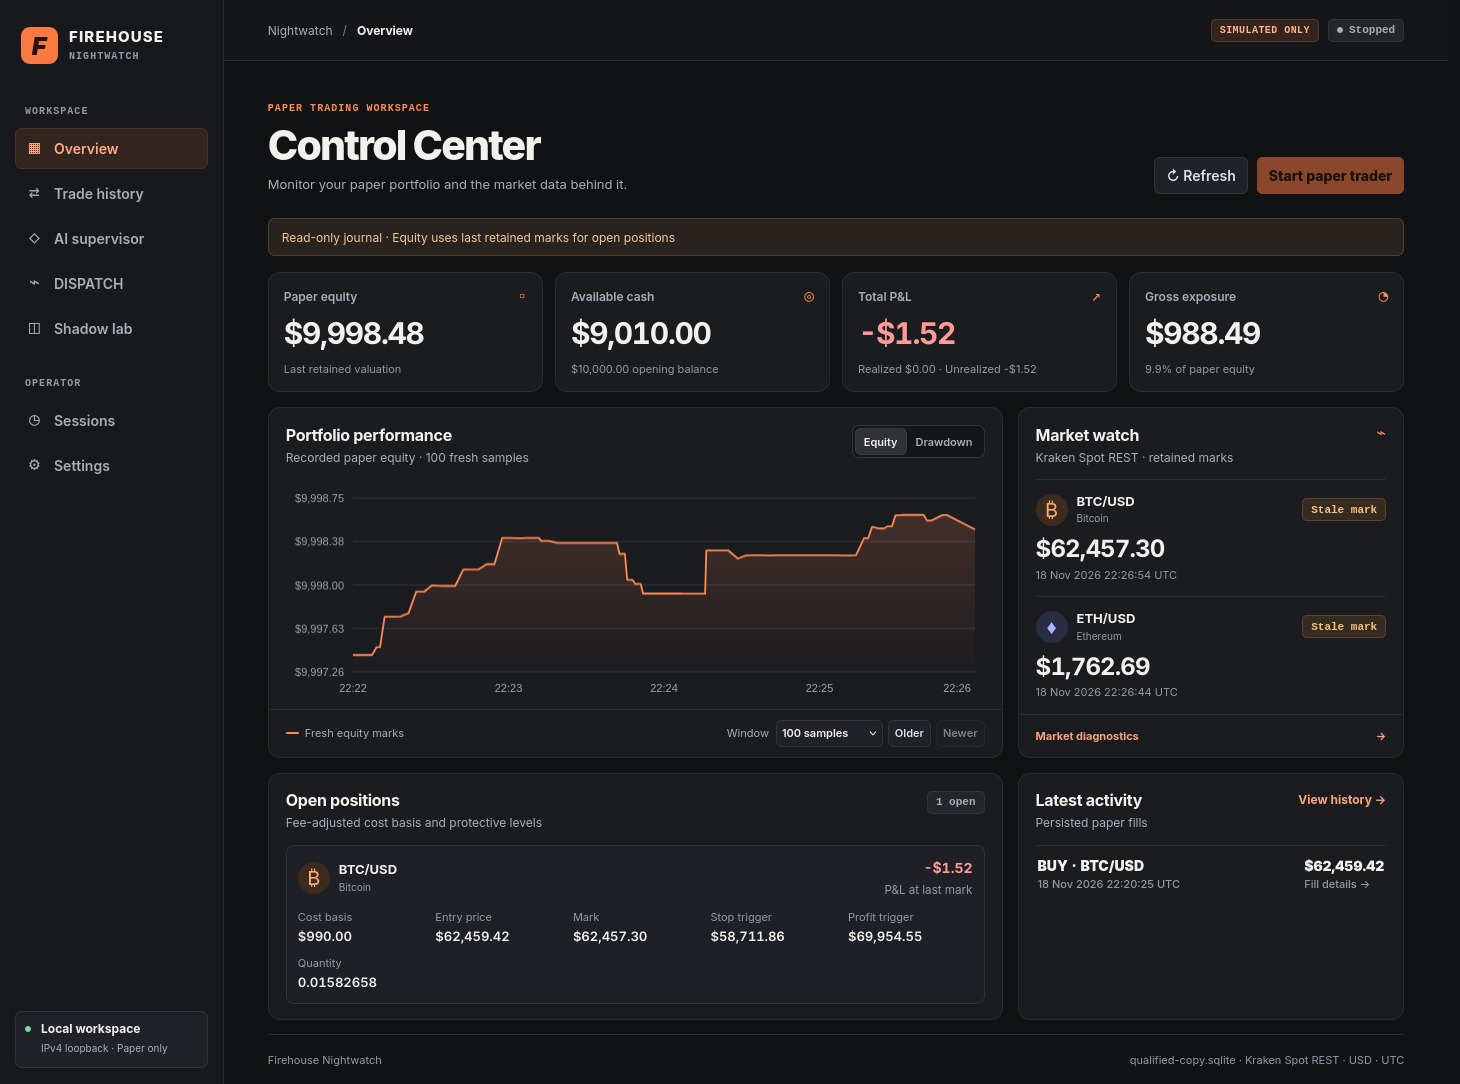 F
FIREHOUSE
NIGHTWATCH
WORKSPACE
Overview
Trade history
AI supervisor
DISPATCH
Shadow lab
OPERATOR
Sessions
Settings
Local workspace
IPv4 loopback · Paper only
Nightwatch / Overview
SIMULATED ONLY
Stopped
PAPER TRADING WORKSPACE
Control Center
Monitor your paper portfolio and the market data behind it.
↻ Refresh
Start paper trader
Read-only journal · Equity uses last retained marks for open positions
Paper equity
$9,998.48
Last retained valuation
Available cash
$9,010.00
$10,000.00 opening balance
Total P&L
-$1.52
Realized $0.00 · Unrealized -$1.52
Gross exposure
$988.49
9.9% of paper equity
Portfolio performance
Recorded paper equity · 100 fresh samples
Equity
Drawdown
$9,998.75
$9,998.38
$9,998.00
$9,997.63
$9,997.26
22:22 22:23 22:24 22:25 22:26
Fresh equity marks
Window
100 samples
Older
Newer
Market watch
Kraken Spot REST · retained marks
BTC/USD
Bitcoin
Stale mark
$62,457.30
18 Nov 2026 22:26:54 UTC
ETH/USD
Ethereum
Stale mark
$1,762.69
18 Nov 2026 22:26:44 UTC
Market diagnostics →
Open positions
Fee-adjusted cost basis and protective levels
1 open
BTC/USD
Bitcoin
-$1.52
P&L at last mark
Cost basis
$990.00
Entry price
$62,459.42
Mark
$62,457.30
Stop trigger
$58,711.86
Profit trigger
$69,954.55
Quantity
0.01582658
Latest activity
View history →
Persisted paper fills
BUY · BTC/USD
18 Nov 2026 22:20:25 UTC
$62,459.42
Fill details →
Firehouse Nightwatch
qualified-copy.sqlite · Kraken Spot REST · USD · UTC